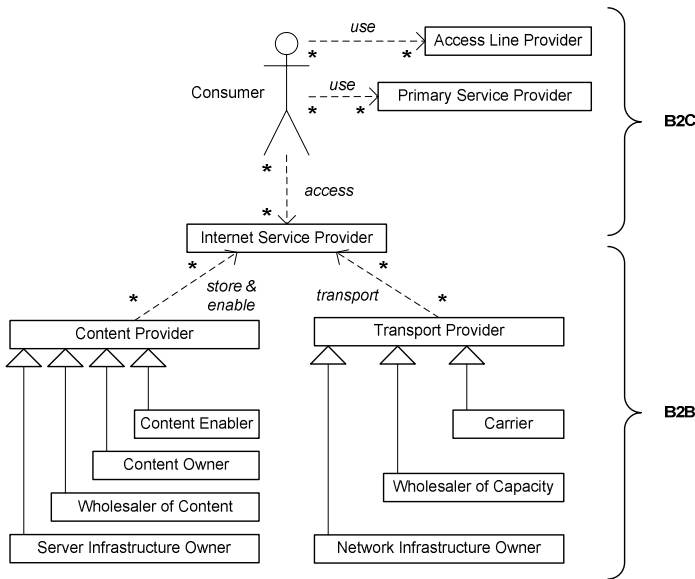 use
Access Line Provider
* *
Consumer
use
Primary Service Provider
* *
B2C
*
access
*
Internet Service Provider
* *
store &
enable
transport
* *
Content Provider
Transport Provider
Content Enabler
Carrier
B2B
Content Owner
Wholesaler of Capacity
Wholesaler of Content
Server Infrastructure Owner
Network Infrastructure Owner